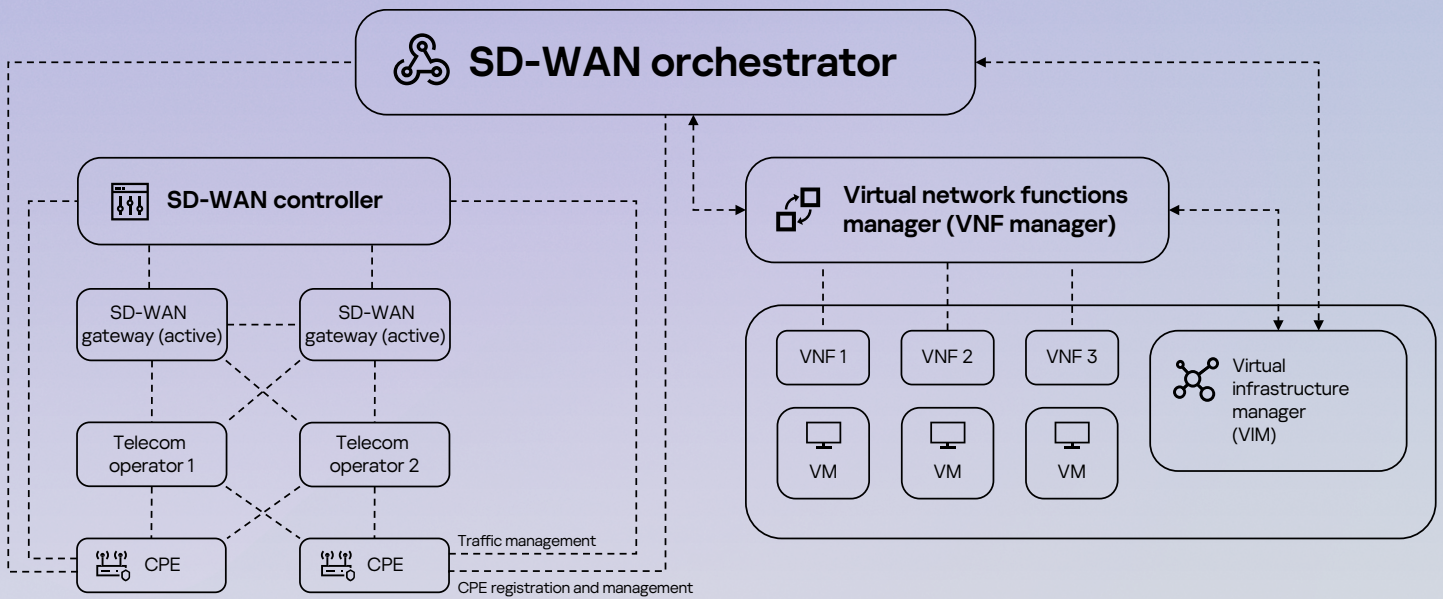 SD-WAN orchestrator
SD-WAN controller
Virtual network functions
manager (VNF manager)
SD-WAN
gateway (active)
SD-WAN
gateway (active)
VNF 1
VNF 2
VNF 3
Virtual
infrastructure
manager
(VIM)
Telecom
operator 1
Telecom
operator 2
VM
VM
VM
CPE
CPE
Traffic management
CPE registration and management